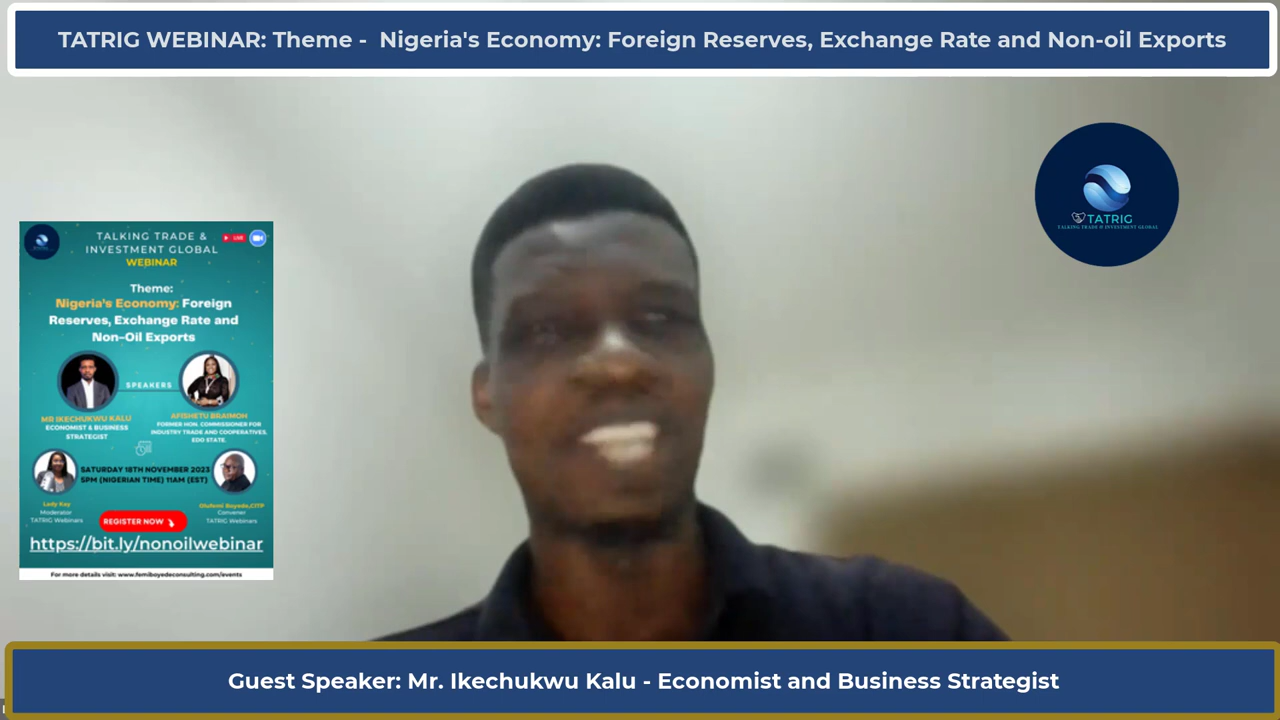 TATRIG WEBINAR: Theme - Nigeria's Economy: Foreign Reserves, Exchange Rate and Non-oil Exports
TATRIG
TALKING TRADE & INVESTMENT GLOBAL
TALKING TRADE &
INVESTMENT GLOBAL
LIVE
WEBINAR
Theme:
Nigeria's Economy: Foreign
Reserves, Exchange Rate and
Non-Oil Exports
SPEAKERS
MR IKECHUKWU KALU
ECONOMIST & BUSINESS
STRATEGIST
AFISHETU BRAIMOH
FORMER HON. COMMISSIONER FOR
INDUSTRY TRADE AND COOPERATIVES,
EDO STATE.
SATURDAY 18TH NOVEMBER 2023
5PM (NIGERIAN TIME) 11AM (EST)
Lady Kay
Moderator
TATRIG Webinars
Olufemi Boyede,CITP
Convener
TATRIG Webinars
REGISTER NOW
https://bit.ly/nonoilwebinar
For more details visit: www.femiboyedeconsulting.com/events
Guest Speaker: Mr. Ikechukwu Kalu - Economist and Business Strategist